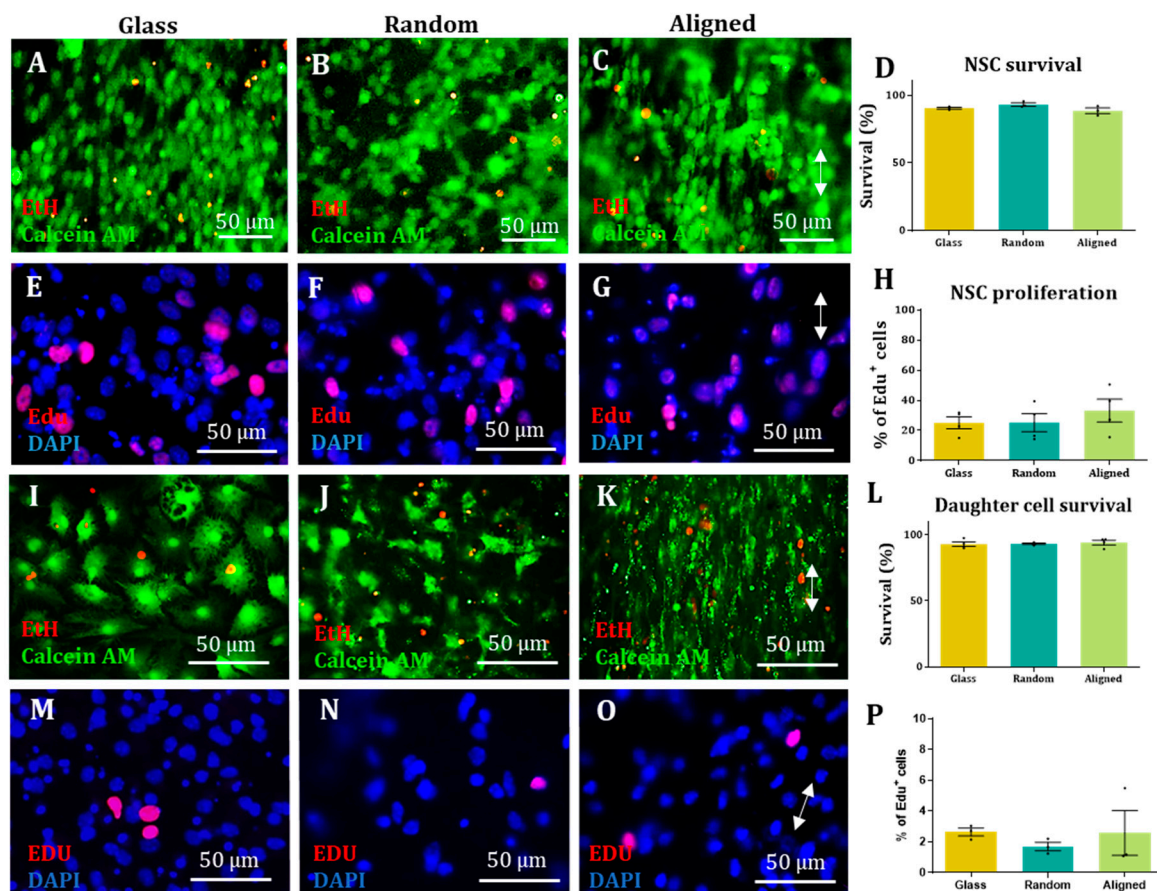 Glass
Random
Aligned
A
EtH
Calcein AM
50 µm
B
EtH
Calcein AM
50 µm
C
EtH
Calcein AM
50 µm
D
NSC survival
Survival (%)
100
50
0
Glass
Random
Aligned
E
Edu
DAPI
50 µm
F
Edu
DAPI
50 µm
G
Edu
DAPI
50 µm
H
NSC proliferation
% of Edu⁺ cells
100
80
60
40
20
0
Glass
Random
Aligned
I
EtH
Calcein AM
50 µm
J
EtH
Calcein AM
50 µm
K
EtH
Calcein AM
50 µm
L
Daughter cell survival
Survival (%)
100
50
0
Glass
Random
Aligned
M
EDU
DAPI
50 µm
N
EDU
DAPI
50 µm
O
EDU
DAPI
50 µm
P
% of Edu⁺ cells
10
8
6
4
2
0
Glass
Random
Aligned